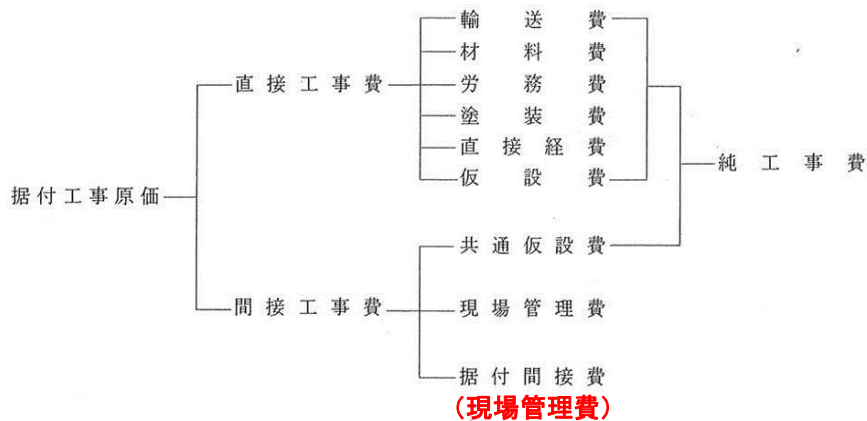 輸送費
材料費
直接工事費
労務費
塗装費
直接経費
純工事費
仮設費
据付工事原価
共通仮設費
間接工事費
現場管理費
据付間接費
（現場管理費）